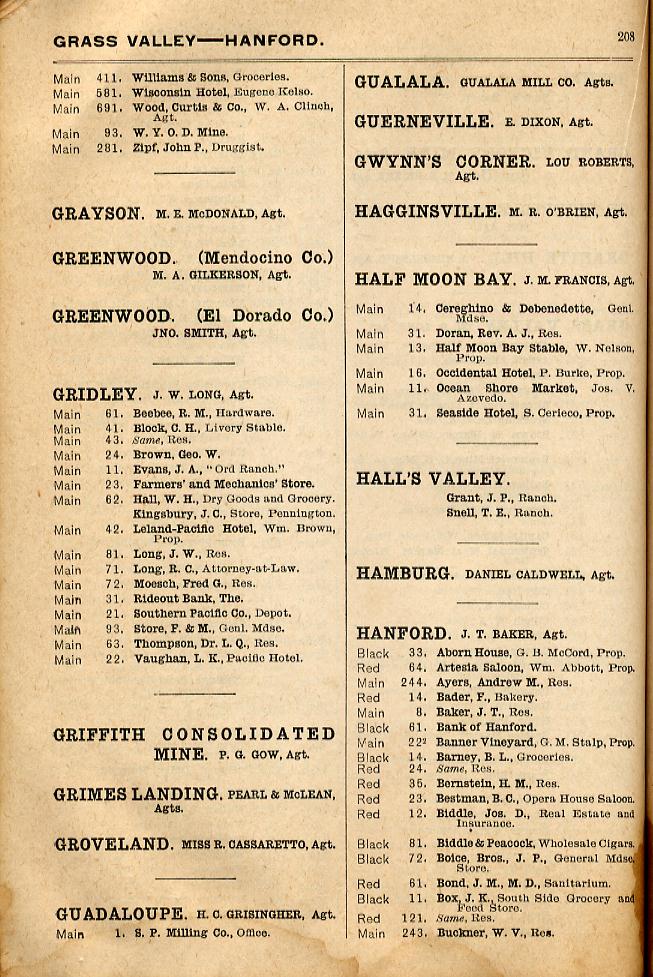 GRASS VALLEY—HANFORD.
208
Main 411. Williams & Sons, Groceries.
Main 581. Wisconsin Hotel, Eugene Kelso.
Main 691. Wood, Curtis & Co., W. A. Clinch,
Agt.
Main 93. W. Y. O. D. Mine.
Main 281. Zipf, John P., Druggist.
GRAYSON. M. E. McDONALD, Agt.
GREENWOOD. (Mendocino Co.)
M. A. GILKERSON, Agt.
GREENWOOD. (El Dorado Co.)
JNO. SMITH, Agt.
GRIDLEY. J. W. LONG, Agt.
Main 61. Beebee, R. M., Hardware.
Main 41. Block, C. H., Livery Stable.
Main 43. Same, Res.
Main 24. Brown, Geo. W.
Main 11. Evans, J. A., "Ord Ranch."
Main 23. Farmers' and Mechanics' Store.
Main 62. Hall, W. H., Dry Goods and Grocery.
Kingsbury, J. C., Store, Pennington.
Main 42. Leland-Pacific Hotel, Wm. Brown,
Prop.
Main 81. Long, J. W., Res.
Main 71. Long, R. C., Attorney-at-Law.
Main 72. Moesch, Fred G., Res.
Main 31. Rideout Bank, The.
Main 21. Southern Pacific Co., Depot.
Main 93. Store, F. & M., Genl. Mdse.
Main 63. Thompson, Dr. L. Q., Res.
Main 22. Vaughan, L. K., Pacific Hotel.
GRIFFITH CONSOLIDATED
MINE. P. G. GOW, Agt.
GRIMES LANDING. PEARL & McLEAN,
Agts.
GROVELAND. MISS R. CASSARETTO, Agt.
GUADALOUPE. H. C. GRISINGHER, Agt.
Main 1. S. P. Milling Co., Office.
GUALALA. GUALALA MILL CO. Agts.
GUERNEVILLE. E. DIXON, Agt.
GWYNN'S CORNER. LOU ROBERTS,
Agt.
HAGGINSVILLE. M. R. O'BRIEN, Agt.
HALF MOON BAY. J. M. FRANCIS, Agt.
Main 14. Cereghino & Debenedette, Genl.
Mdse.
Main 31. Doran, Rev. A. J., Res.
Main 13. Half Moon Bay Stable, W. Nelson,
Prop.
Main 16. Occidental Hotel, P. Burke, Prop.
Main 11. Ocean Shore Market, Jos. V.
Azevedo.
Main 31. Seaside Hotel, S. Cerieco, Prop.
HALL'S VALLEY.
Grant, J. P., Ranch.
Snell, T. E., Ranch.
HAMBURG. DANIEL CALDWELL, Agt.
HANFORD. J. T. BAKER, Agt.
Black 33. Aborn House, G. B. McCord, Prop.
Red 64. Artesia Saloon, Wm. Abbott, Prop.
Main 244. Ayers, Andrew M., Res.
Red 14. Bader, F., Bakery.
Main 8. Baker, J. T., Res.
Black 61. Bank of Hanford.
Main 22² Banner Vineyard, G. M. Stalp, Prop.
Black 14. Barney, B. L., Groceries.
Red 24. Same, Res.
Red 35. Bernstein, H. M., Res.
Red 23. Bestman, B. C., Opera House Saloon.
Red 12. Biddle, Jos. D., Real Estate and
Insurance.
Black 81. Biddle & Peacock, Wholesale Cigars.
Black 72. Boice, Bros., J. P., General Mdse.
Store.
Red 61. Bond, J. M., M. D., Sanitarium.
Black 11. Box, J. K., South Side Grocery and
Feed Store.
Red 121. Same, Res.
Main 243. Buckner, W. V., Res.